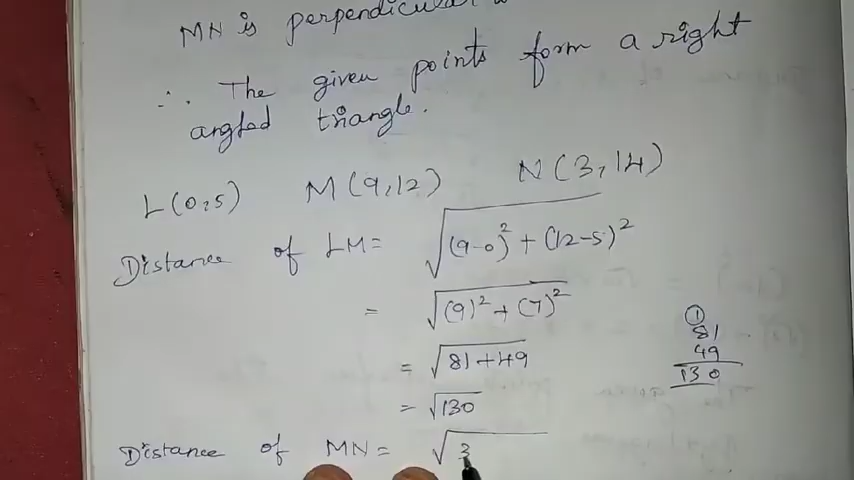 MN is perpendicular
∴ The given points form a right
angled triangle.
L(0,5) M(9,12) N(3,14)
Distance of LM = √(9-0)² + (12-5)²
= √(9)² + (7)²
①
81
= √81+49
49
130
= √130
Distance of MN = √3